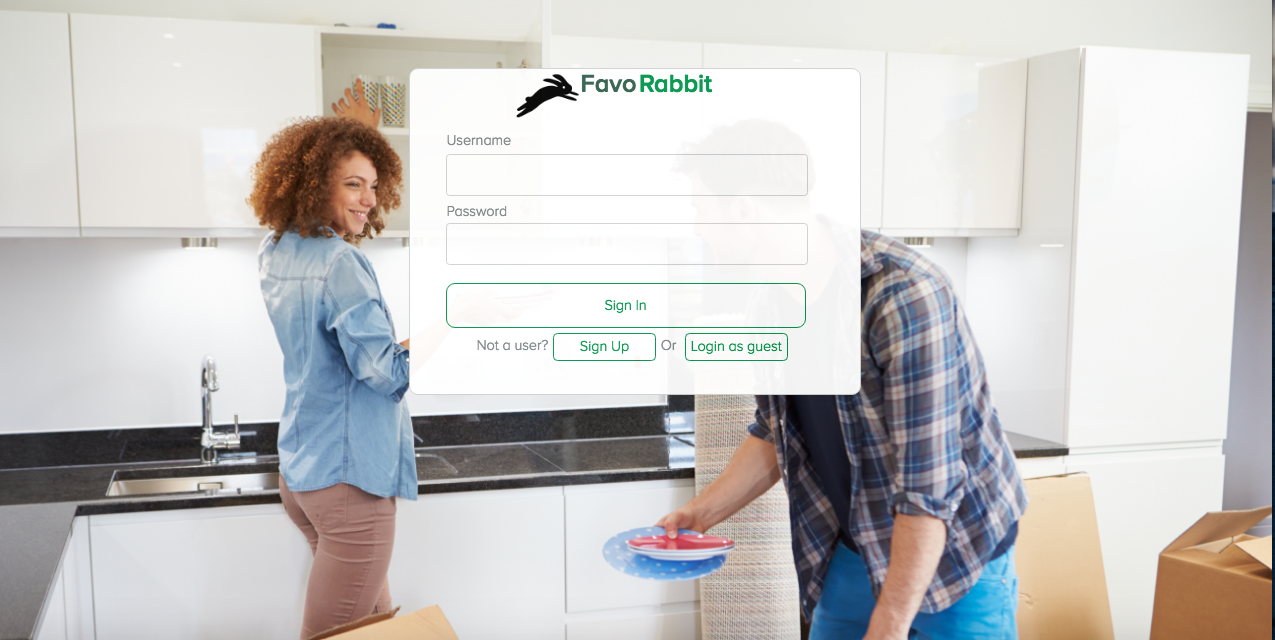 FavoRabbit
Username
Password
Sign In
Not a user? Sign Up Or Login as guest